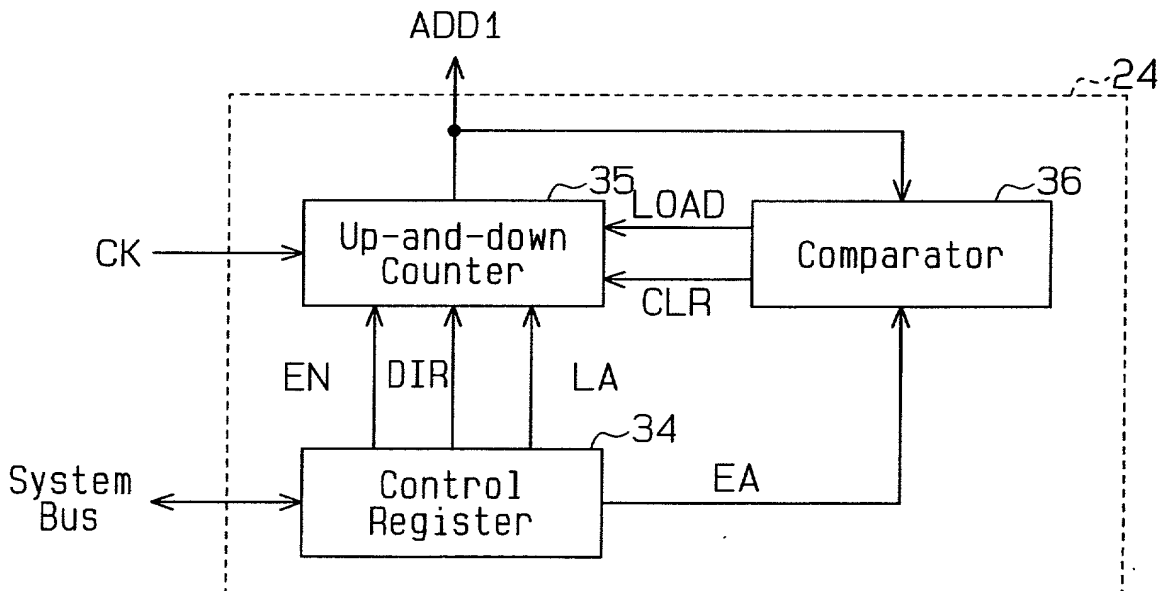 ADD1
24
35
LOAD
36
CK
Up-and-down
Counter
Comparator
CLR
EN
DIR
LA
34
System
Bus
Control
Register
EA